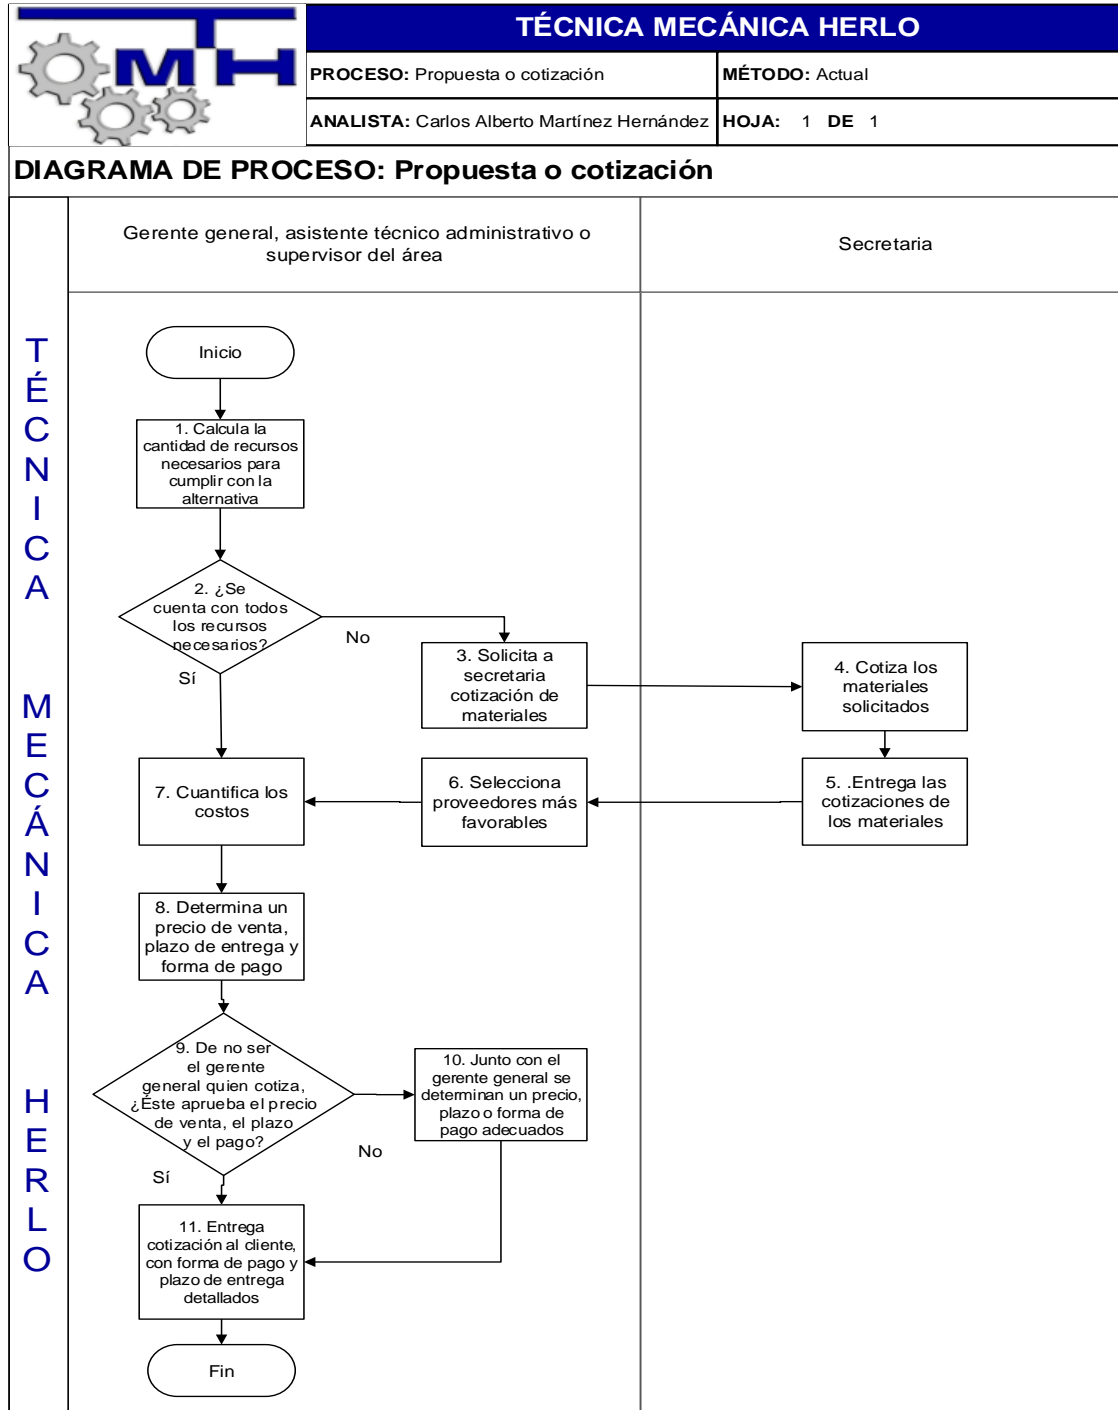 TMH
TÉCNICA MECÁNICA HERLO
PROCESO: Propuesta o cotización
MÉTODO: Actual
ANALISTA: Carlos Alberto Martínez Hernández
HOJA: 1 DE 1
DIAGRAMA DE PROCESO: Propuesta o cotización
Gerente general, asistente técnico administrativo o
supervisor del área
Secretaria
TÉCNICA MECÁNICA HERLO
Inicio
1. Calcula la
cantidad de recursos
necesarios para
cumplir con la
alternativa
2. ¿Se
cuenta con todos
los recursos
necesarios?
No
Sí
3. Solicita a
secretaria
cotización de
materiales
4. Cotiza los
materiales
solicitados
5. .Entrega las
cotizaciones de
los materiales
6. Selecciona
proveedores más
favorables
7. Cuantifica los
costos
8. Determina un
precio de venta,
plazo de entrega y
forma de pago
9. De no ser
el gerente
general quien cotiza,
¿Éste aprueba el precio
de venta, el plazo
y el pago?
No
Sí
10. Junto con el
gerente general se
determinan un precio,
plazo o forma de
pago adecuados
11. Entrega
cotización al cliente,
con forma de pago y
plazo de entrega
detallados
Fin